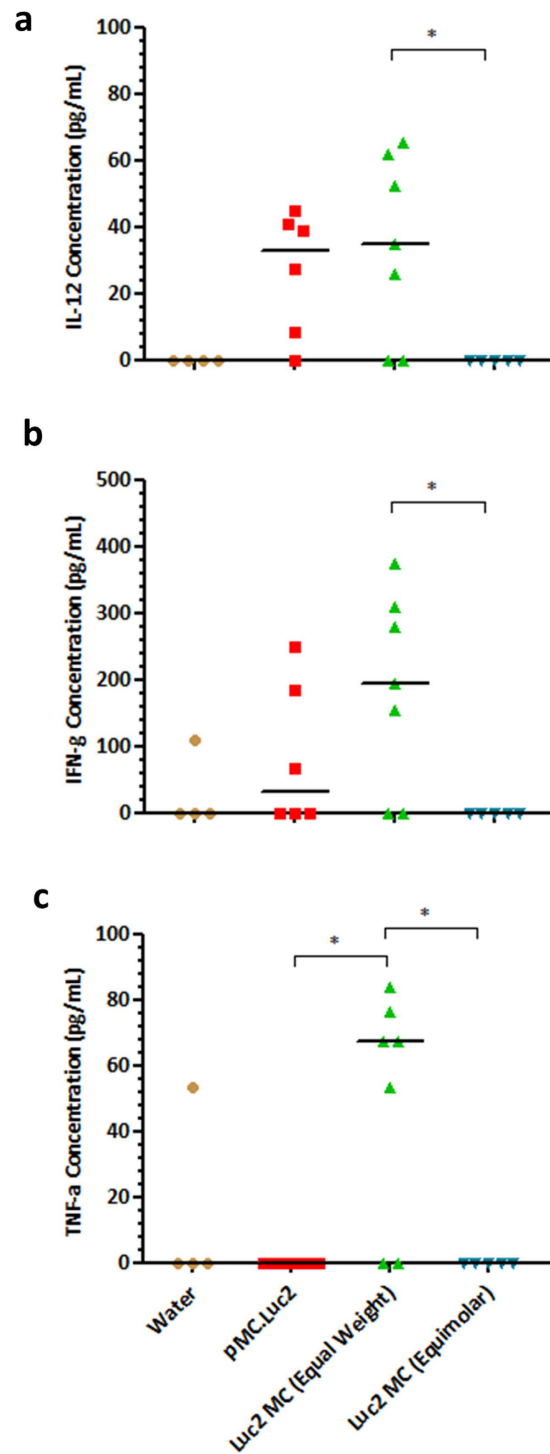 a
100
*
80
60
40
20
0
IL-12 Concentration (pg/mL)
b
500
*
400
300
200
100
0
IFN-g Concentration (pg/mL)
c
100
*
*
80
60
40
20
0
TNF-a Concentration (pg/mL)
Water
pMC.Luc2
Luc2 MC (Equal Weight)
Luc2 MC (Equimolar)